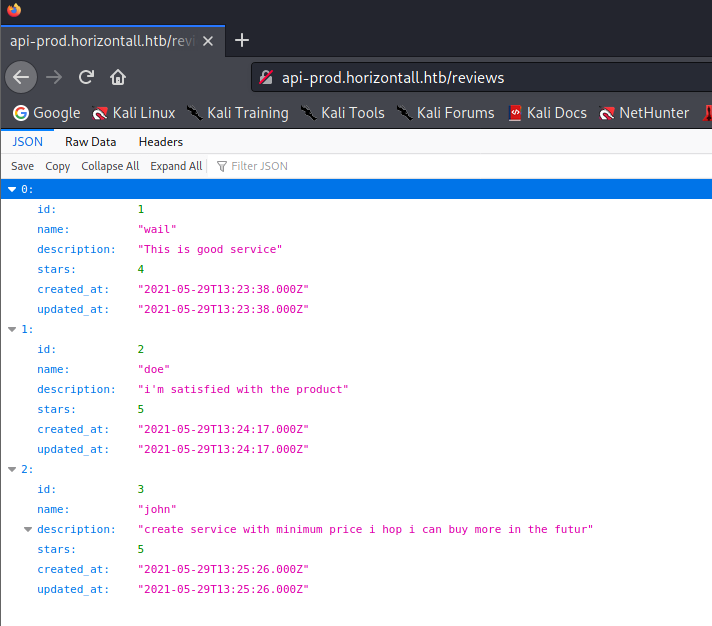 api-prod.horizontall.htb/revi
api-prod.horizontall.htb/reviews
Google Kali Linux Kali Training Kali Tools Kali Forums Kali Docs NetHunter
JSON Raw Data Headers
Save Copy Collapse All Expand All Filter JSON
0:
id: 1
name: "wail"
description: "This is good service"
stars: 4
created_at: "2021-05-29T13:23:38.000Z"
updated_at: "2021-05-29T13:23:38.000Z"
1:
id: 2
name: "doe"
description: "i'm satisfied with the product"
stars: 5
created_at: "2021-05-29T13:24:17.000Z"
updated_at: "2021-05-29T13:24:17.000Z"
2:
id: 3
name: "john"
description: "create service with minimum price i hop i can buy more in the futur"
stars: 5
created_at: "2021-05-29T13:25:26.000Z"
updated_at: "2021-05-29T13:25:26.000Z"